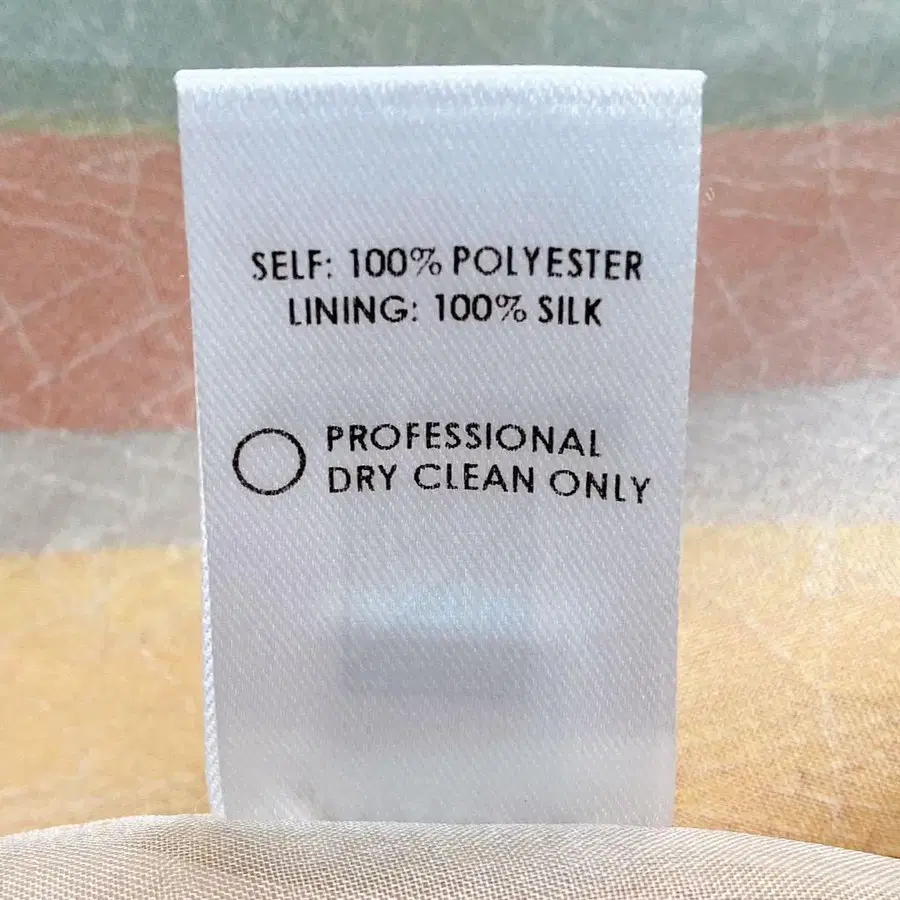 SELF: 100% POLYESTER
LINING: 100% SILK
PROFESSIONAL
DRY CLEAN ONLY